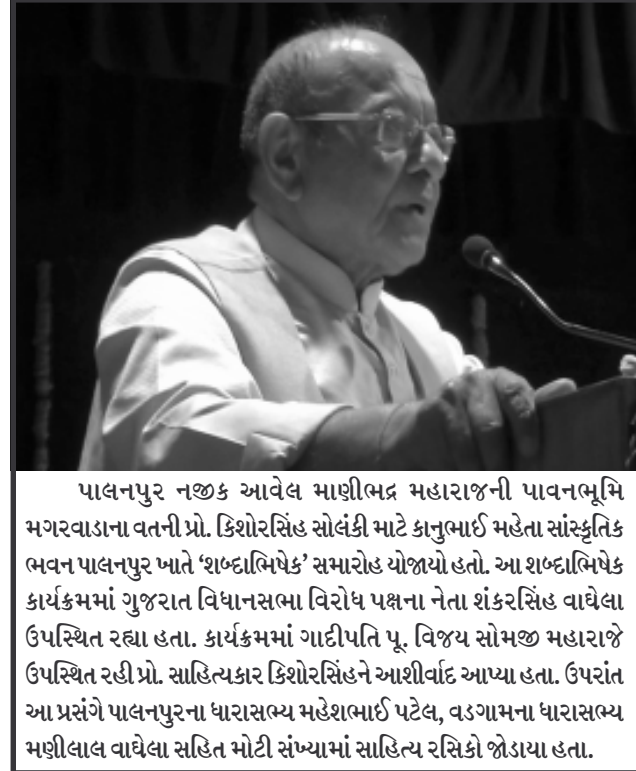 પાલનપુર નજીક આવેલ માણીભદ્ર મહારાજની પાવનભૂમિ
મગરવાડાના વતની પ્રો. કિશોરસિંહ સોલંકી માટે કાનુભાઈ મહેતા સાંસ્કૃતિક
ભવન પાલનપુર ખાતે ‘શબ્દાભિષેક’ સમારોહ યોજાયો હતો. આ શબ્દાભિષેક
કાર્યક્રમમાં ગુજરાત વિધાનસભા વિરોધ પક્ષના નેતા શંકરસિંહ વાઘેલા
ઉપસ્થિત રહ્યા હતા. કાર્યક્રમમાં ગાદીપતિ પૂ. વિજય સોમજી મહારાજે
ઉપસ્થિત રહી પ્રો. સાહિત્યકાર કિશોરસિંહને આશીર્વાદ આપ્યા હતા. ઉપરાંત
આ પ્રસંગે પાલનપુરના ધારાસભ્ય મહેશભાઈ પટેલ, વડગામના ધારાસભ્ય
મણીલાલ વાઘેલા સહિત મોટી સંખ્યામાં સાહિત્ય રસિકો જોડાયા હતા.